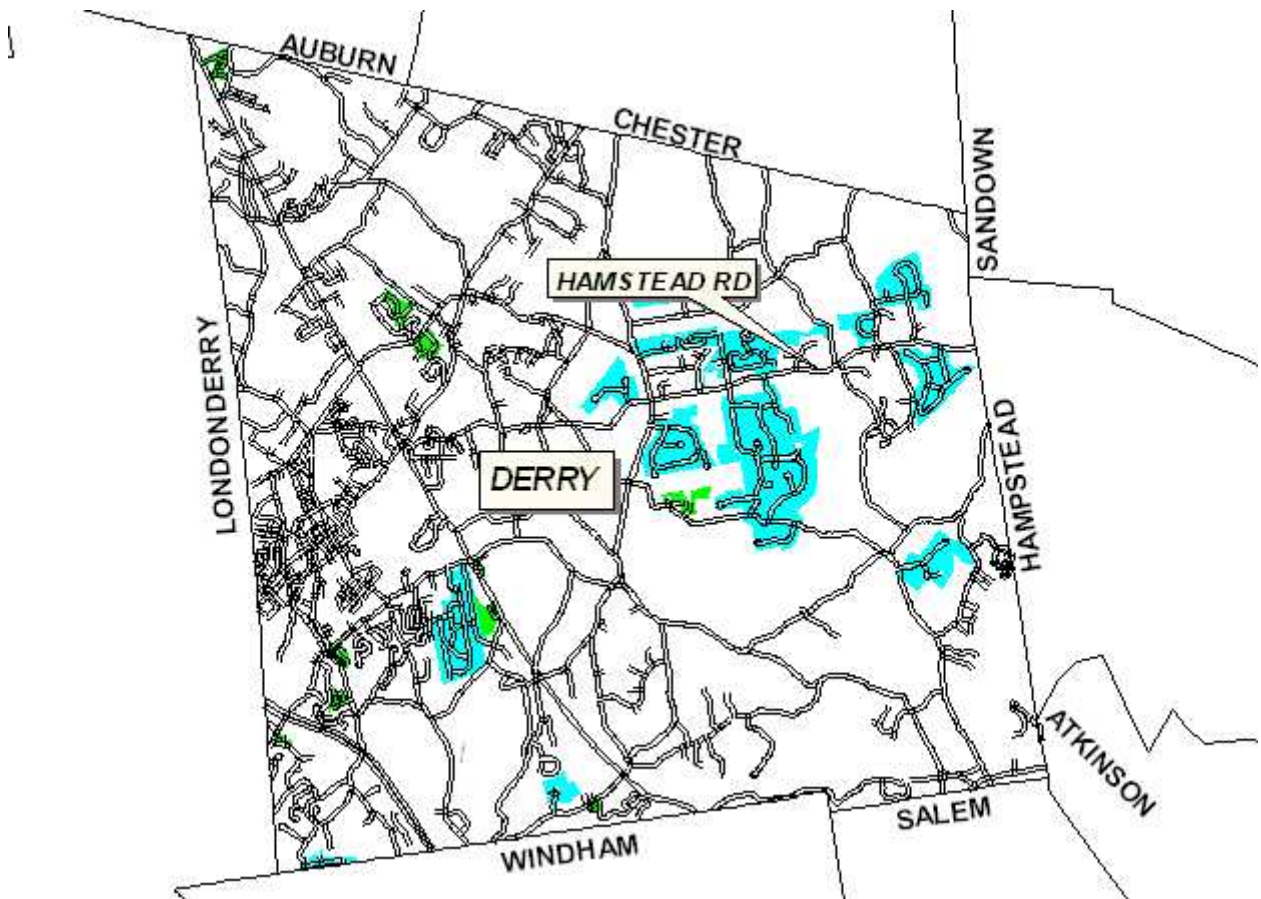 AUBURN
CHESTER
SANDOWN
HAMSTEAD RD
LONDONDERRY
HAMPSTEAD
DERRY
ATKINSON
SALEM
WINDHAM